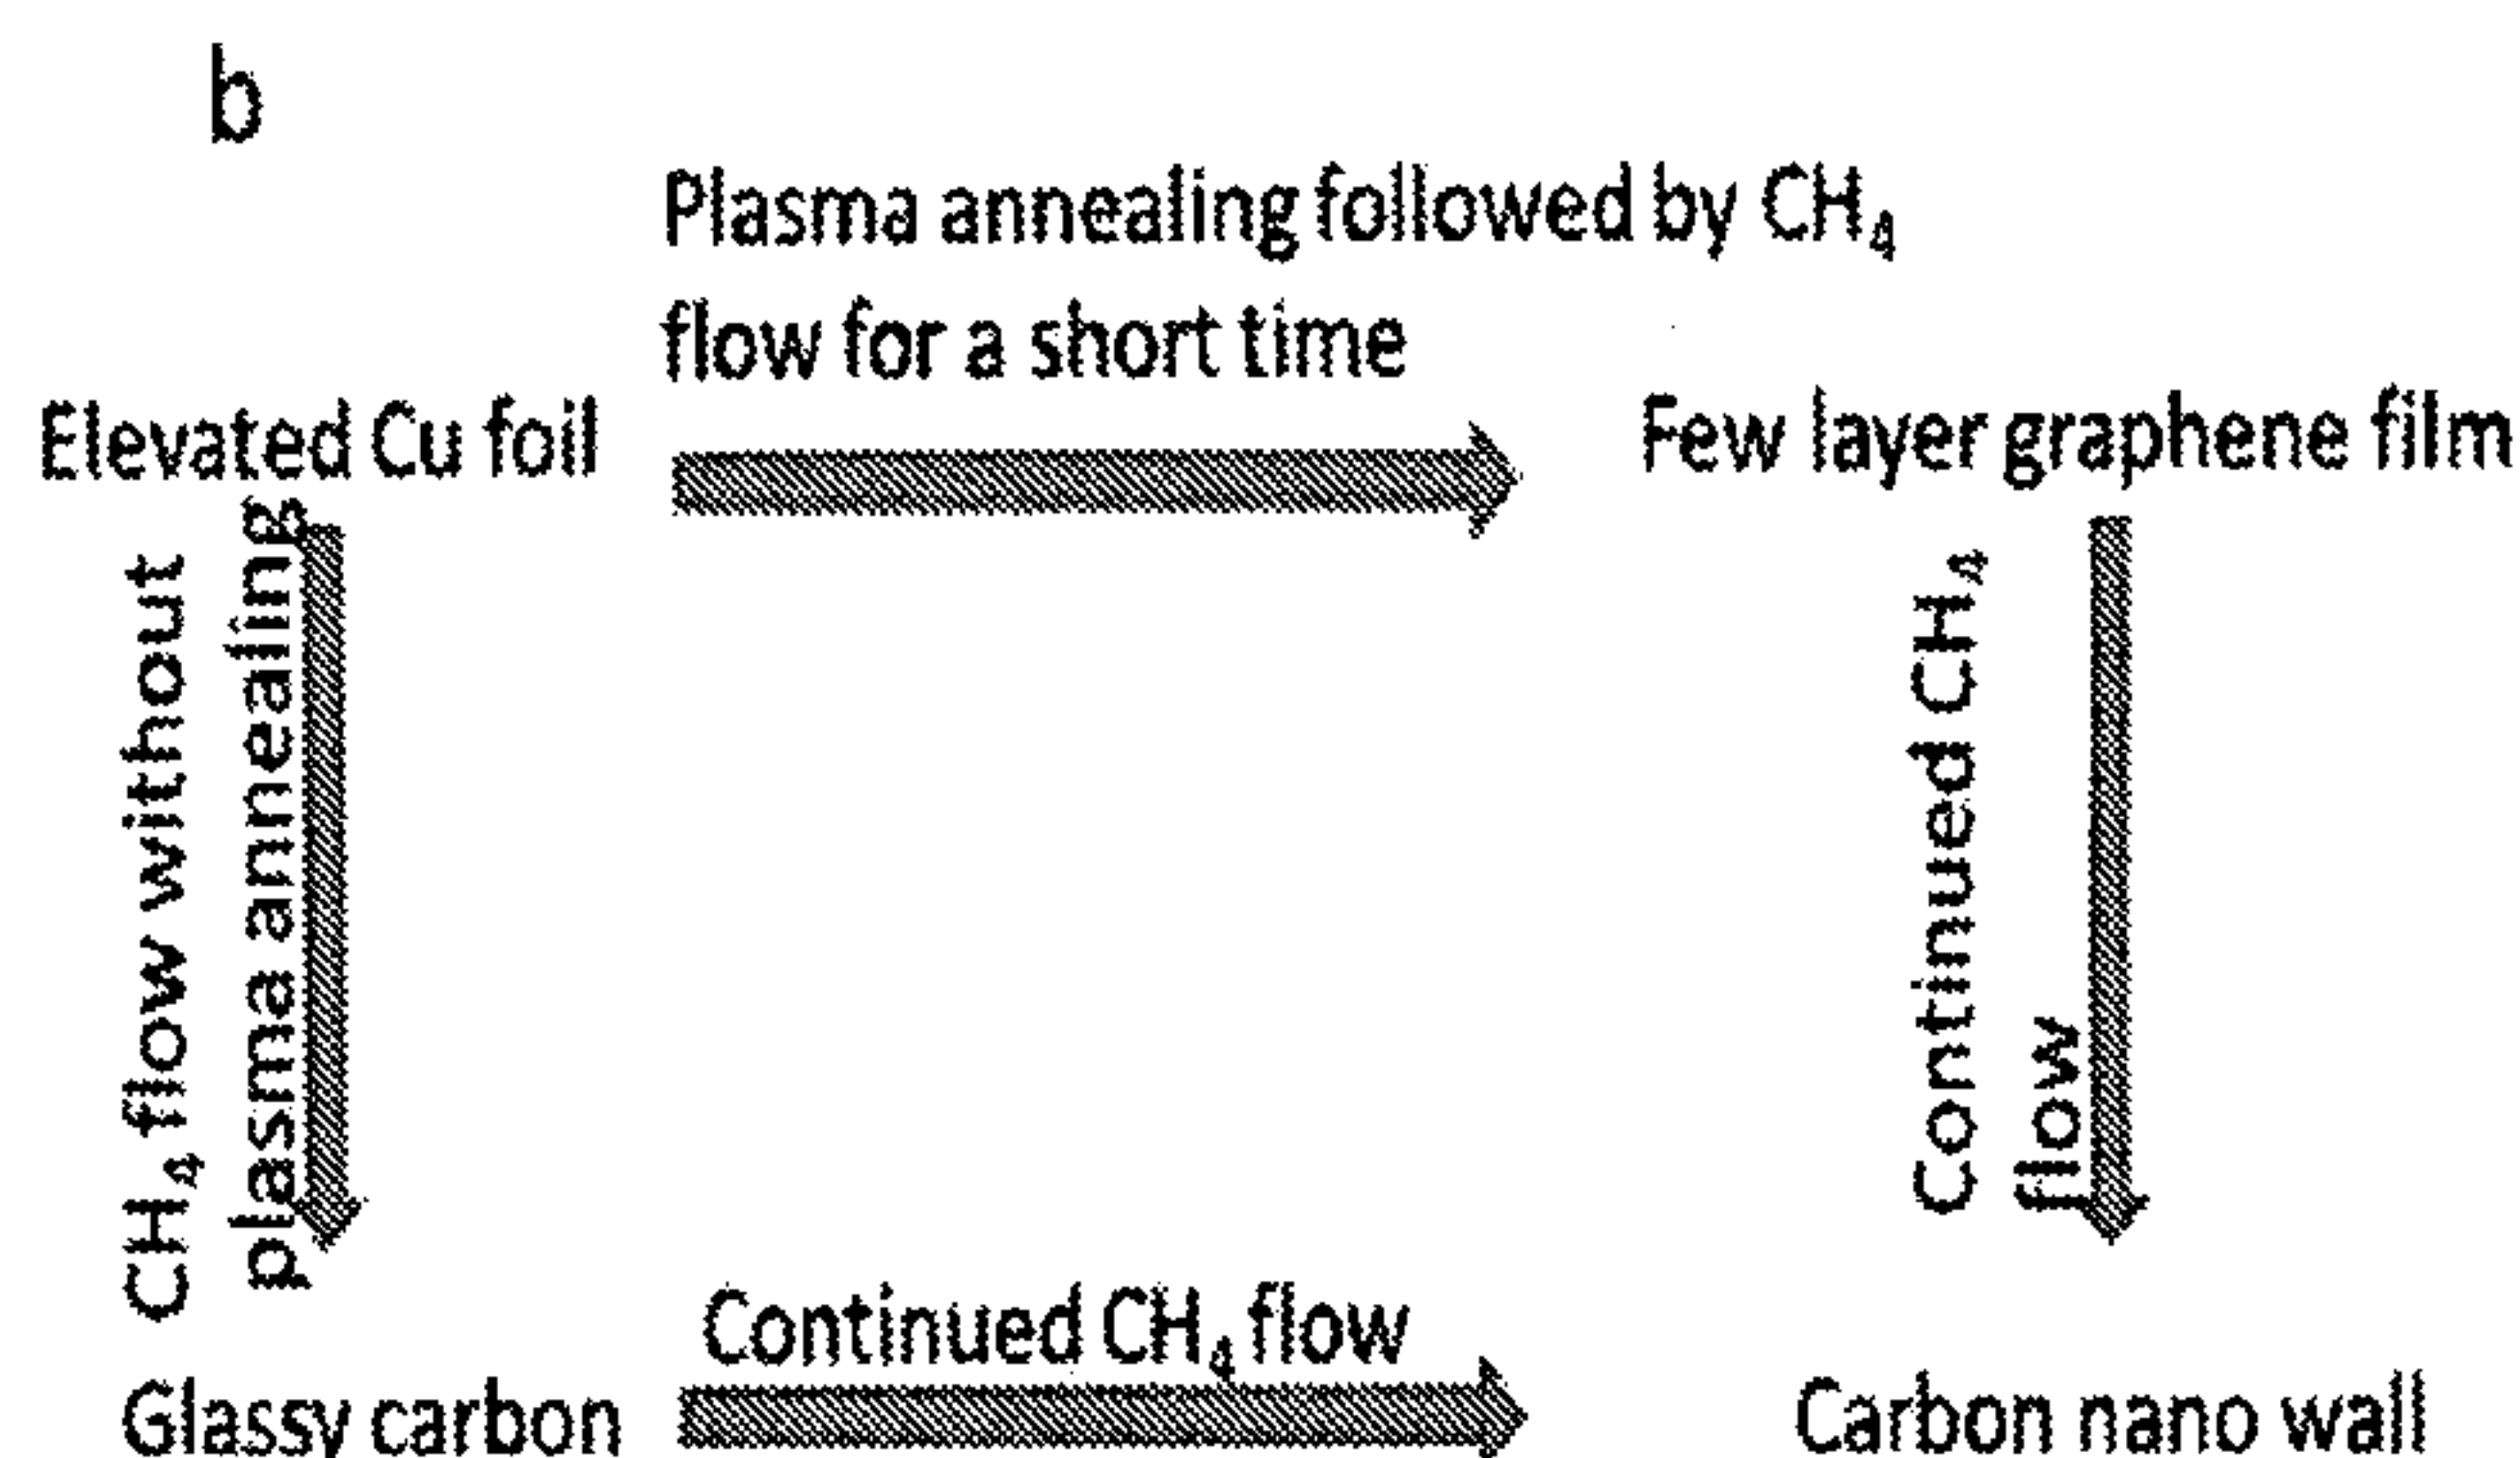 b
Plasma annealing followed by CH₄
flow for a short time
Elevated Cu foil
Few layer graphene film
CH₄ flow without
plasma annealing
Continued CH₄
flow
Continued CH₄ flow
Glassy carbon
Carbon nano wall